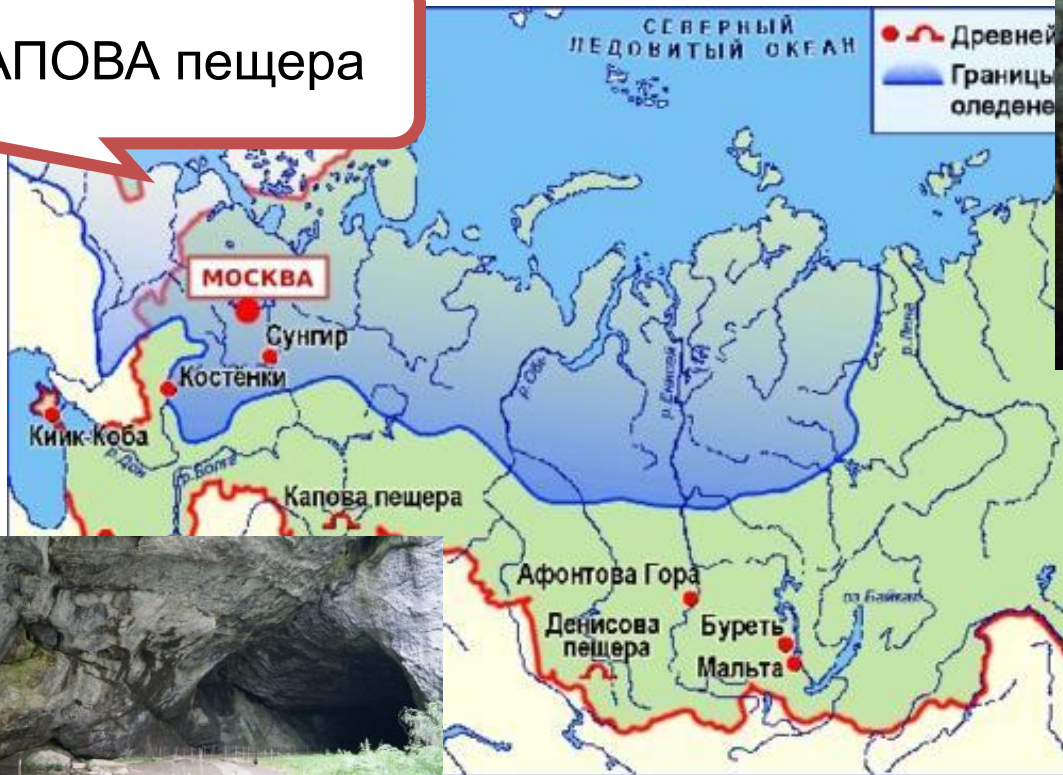 АПОВА пещера
СЕВЕРНЫЙ
ЛЕДОВИТЫЙ ОКЕАН
Древней
Границы
оледене
МОСКВА
Сунгир
Костёнки
Киик-Коба
р. Дон
р. Волга
Капова пещера
р. Обь
р. Енисей
р. Лена
Афонтова Гора
Денисова
пещера
Буреть
Мальта
оз Байкал